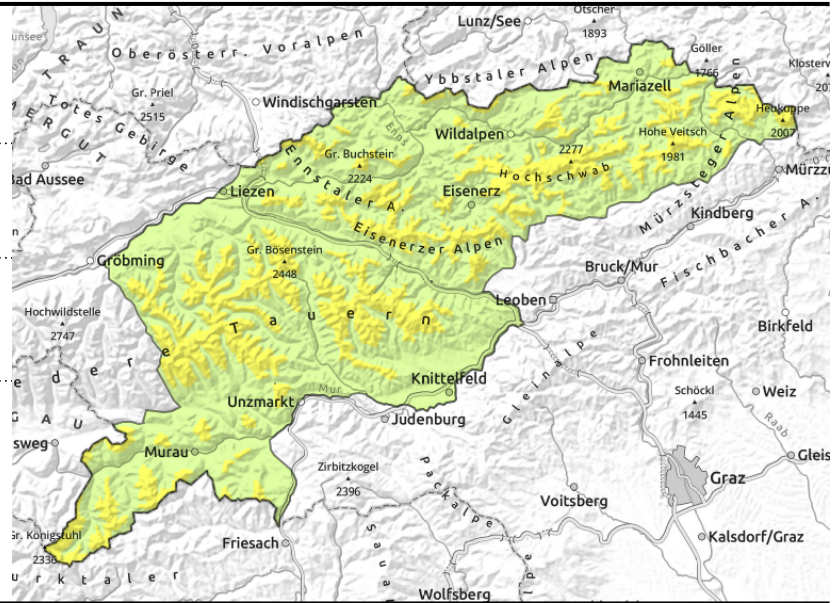 Ötscher
1893
Lunz/See
Göller
1766
TRAUN
Oberösterr. Voralpen
Ybbstaler Alpen
Mariazell
Gr. Priel
2515
Windischgarsten
Totes Gebirge
Wildalpen
Enns
Hohe Veitsch
1981
Heukuppe
2007
Alpen
2277
Hochschwab
Gr. Buchstein
2224
Bad Aussee
Liezen
Ennstaler A.
Eisenerz
Mürzsteger
Kindberg
Eisenerzer Alpen
Gröbming
Gr. Bösenstein
2448
Bruck/Mur
Fischbacher A.
Leoben
Hochwildstelle
2747
Tauern
Birkfeld
Gleinalpe
Frohnleiten
Knittelfeld
Schöckl
1445
Weiz
Unzmarkt
Mur
Judenburg
Raab
Murau
Zirbitzkogel
2396
Packalpe
Graz
Voitsberg
Gr. Königstuhl
2336
Friesach
Kalsdorf/Graz
Wolfsberg